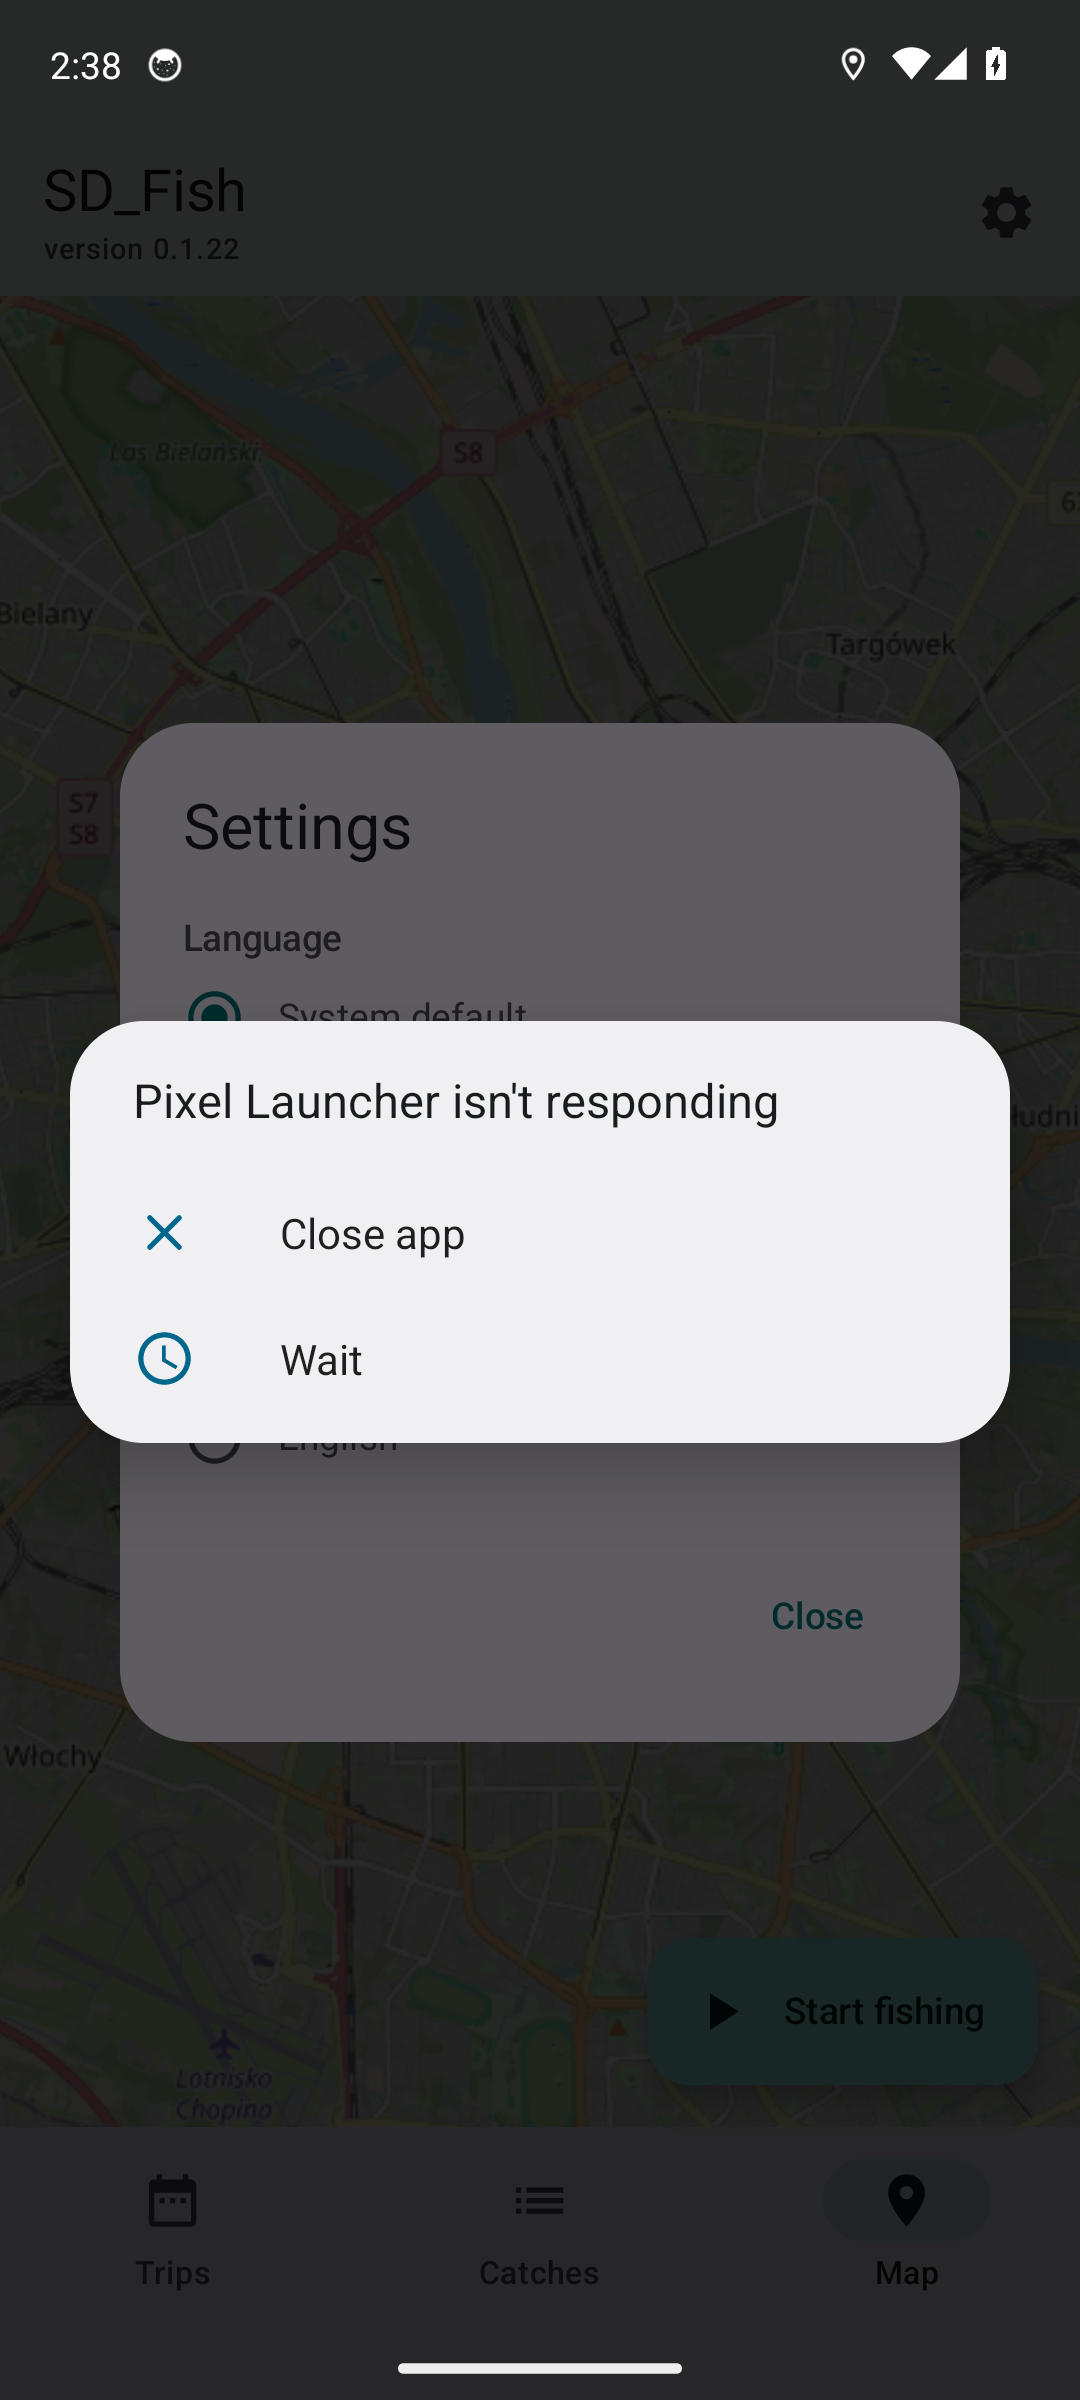 2:38
SD_Fish
version 0.1.22
Las Bielański
S8
Bielany
Targówek
S7
S8
Settings
Language
System default
Pixel Launcher isn't responding
Close app
Wait
English
Close
Włochy
Start fishing
Lotnisko
Chopina
Trips
Catches
Map